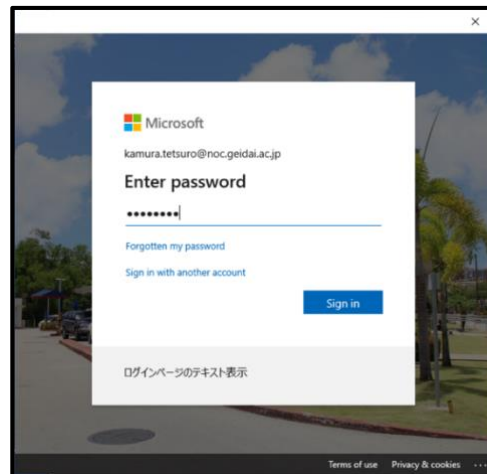 Microsoft
kamura.tetsuro@noc.geidai.ac.jp
Enter password
••••••••
Forgotten my password
Sign in with another account
Sign in
ログインページのテキスト表示
Terms of use Privacy & cookies ...